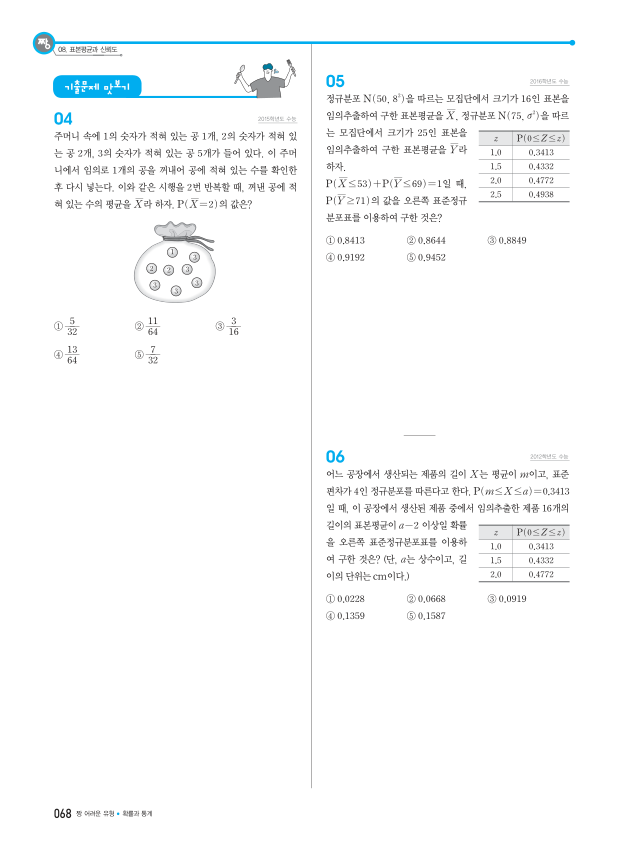 짱
08. 표본평균과 신뢰도
기출문제 맛보기
04
2015학년도 수능
주머니 속에 1의 숫자가 적혀 있는 공 1개, 2의 숫자가 적혀 있
는 공 2개, 3의 숫자가 적혀 있는 공 5개가 들어 있다. 이 주머
니에서 임의로 1개의 공을 꺼내어 공에 적혀 있는 수를 확인한
후 다시 넣는다. 이와 같은 시행을 2번 반복할 때, 꺼낸 공에 적
혀 있는 수의 평균을 X̄라 하자. P(X̄=2)의 값은?
1
3
2 2 3
3 3
3
① 5/32 ② 11/64 ③ 3/16
④ 13/64 ⑤ 7/32
05
2016학년도 수능
정규분포 N(50, 8²)을 따르는 모집단에서 크기가 16인 표본을
임의추출하여 구한 표본평균을 X̄, 정규분포 N(75, σ²)을 따르
는 모집단에서 크기가 25인 표본을
임의추출하여 구한 표본평균을 Ȳ라
하자.
P(X̄≤53)+P(Ȳ≤69)=1일 때,
P(Ȳ≥71)의 값을 오른쪽 표준정규
분포표를 이용하여 구한 것은?
z P(0≤Z≤z)
1.0 0.3413
1.5 0.4332
2.0 0.4772
2.5 0.4938
① 0.8413 ② 0.8644 ③ 0.8849
④ 0.9192 ⑤ 0.9452
06
2012학년도 수능
어느 공장에서 생산되는 제품의 길이 X는 평균이 m이고, 표준
편차가 4인 정규분포를 따른다고 한다. P(m≤X≤a)=0.3413
일 때, 이 공장에서 생산된 제품 중에서 임의추출한 제품 16개의
길이의 표본평균이 a-2 이상일 확률
을 오른쪽 표준정규분포표를 이용하
여 구한 것은? (단, a는 상수이고, 길
이의 단위는 cm이다.)
z P(0≤Z≤z)
1.0 0.3413
1.5 0.4332
2.0 0.4772
① 0.0228 ② 0.0668 ③ 0.0919
④ 0.1359 ⑤ 0.1587
068 짱 어려운 유형 • 확률과 통계